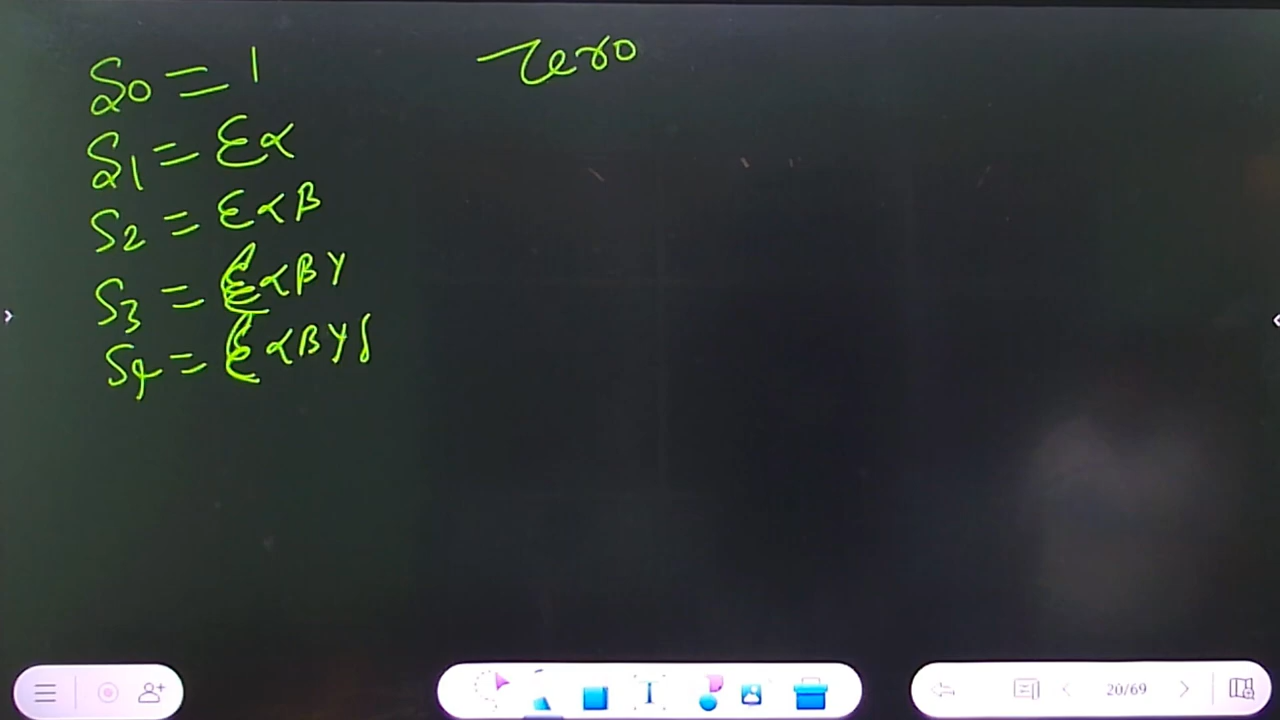 S0 = 1 zero
S1 = Σα
S2 = Σαβ
S3 = Σαβγ
S4 = Σαβγδ
T
20/69